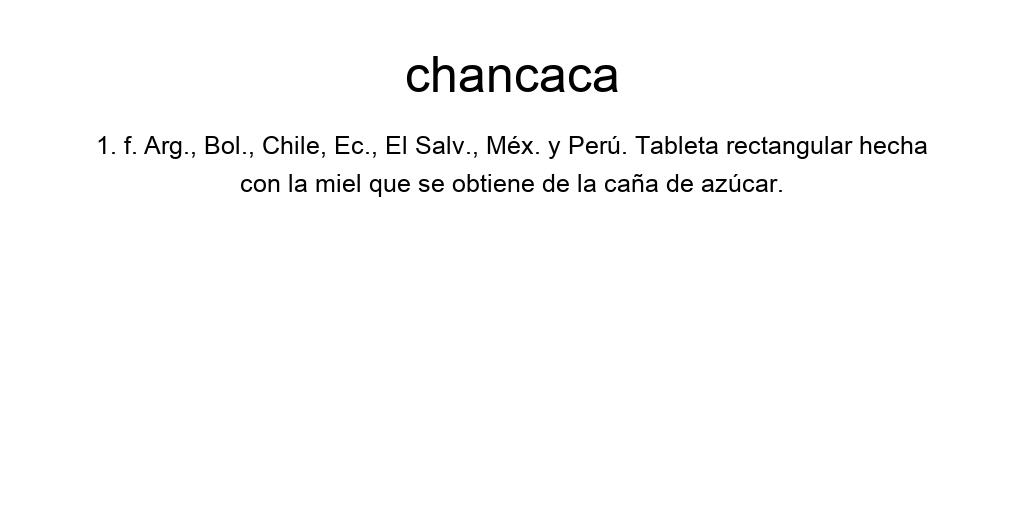 chancaca
1. f. Arg., Bol., Chile, Ec., El Salv., Méx. y Perú. Tableta rectangular hecha
con la miel que se obtiene de la caña de azúcar.